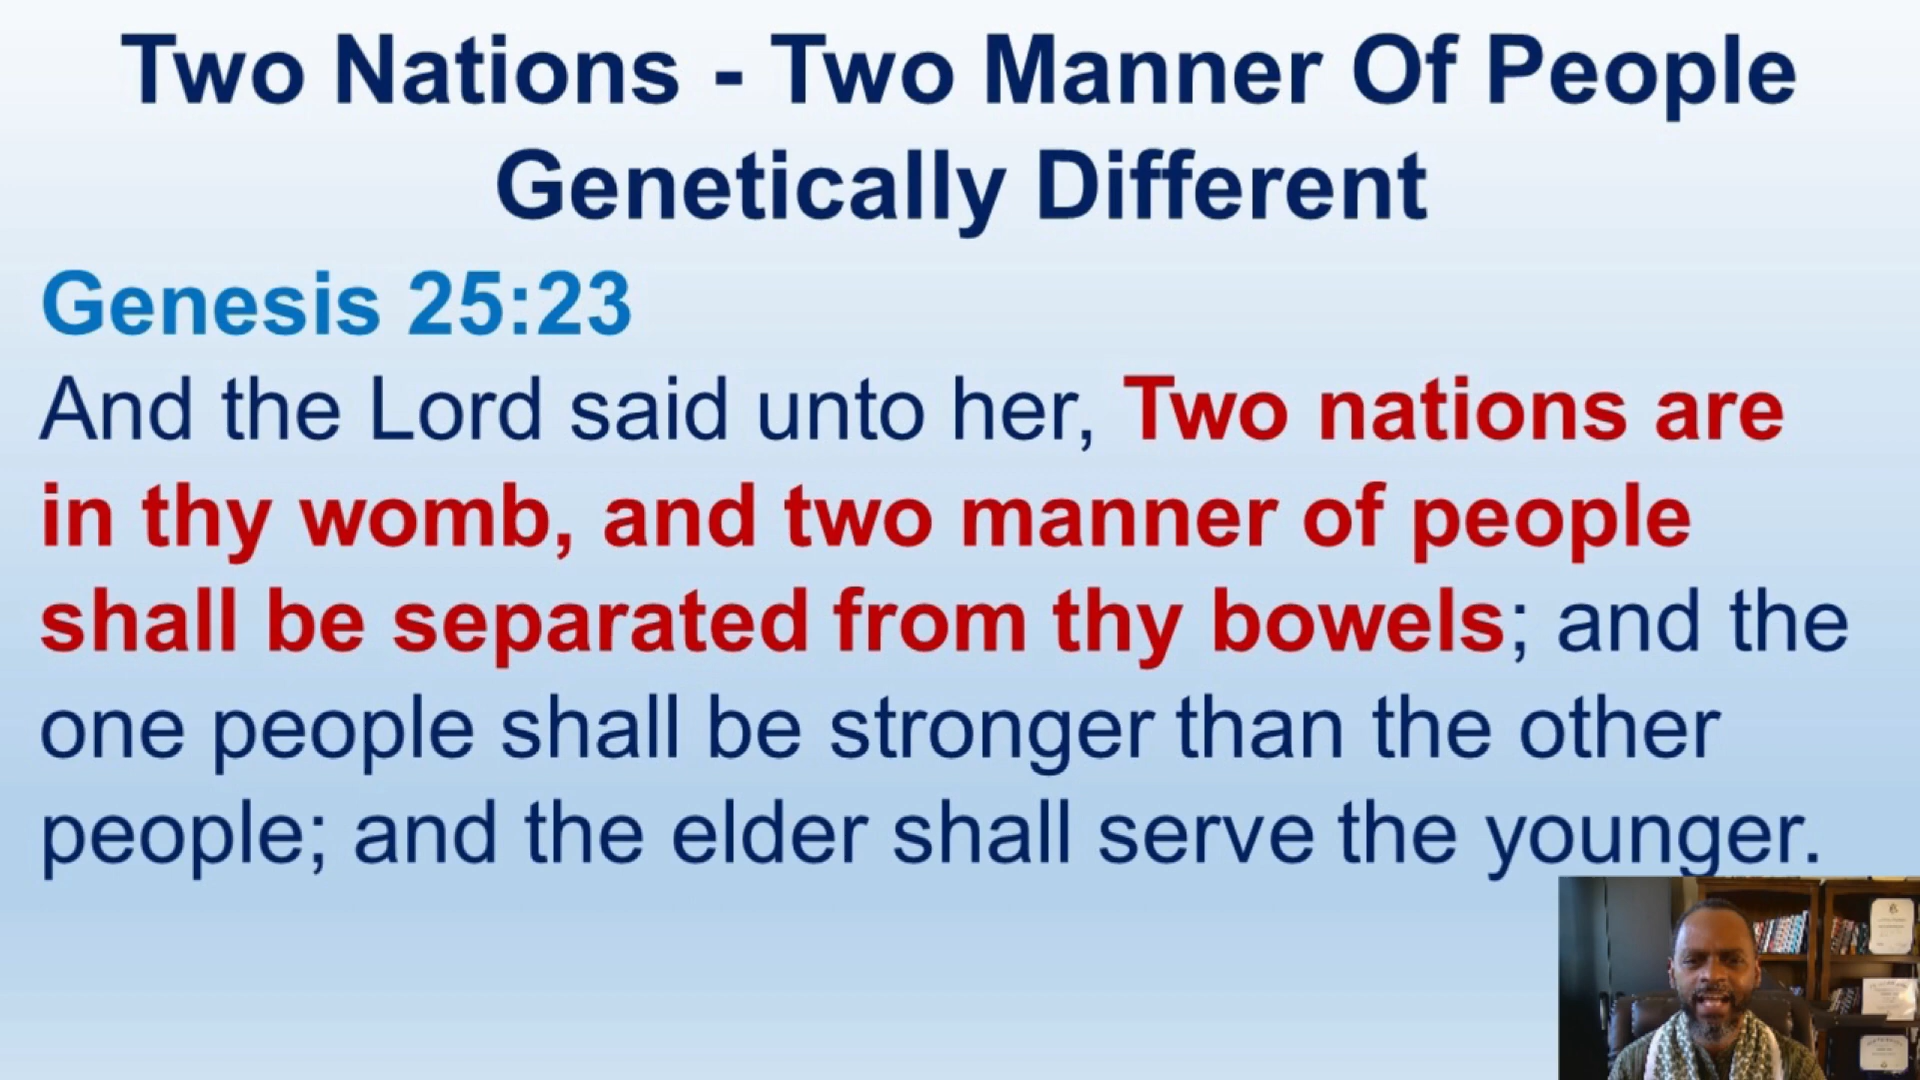 Two Nations - Two Manner Of People
Genetically Different
Genesis 25:23
And the Lord said unto her, Two nations are
in thy womb, and two manner of people
shall be separated from thy bowels; and the
one people shall be stronger than the other
people; and the elder shall serve the younger.